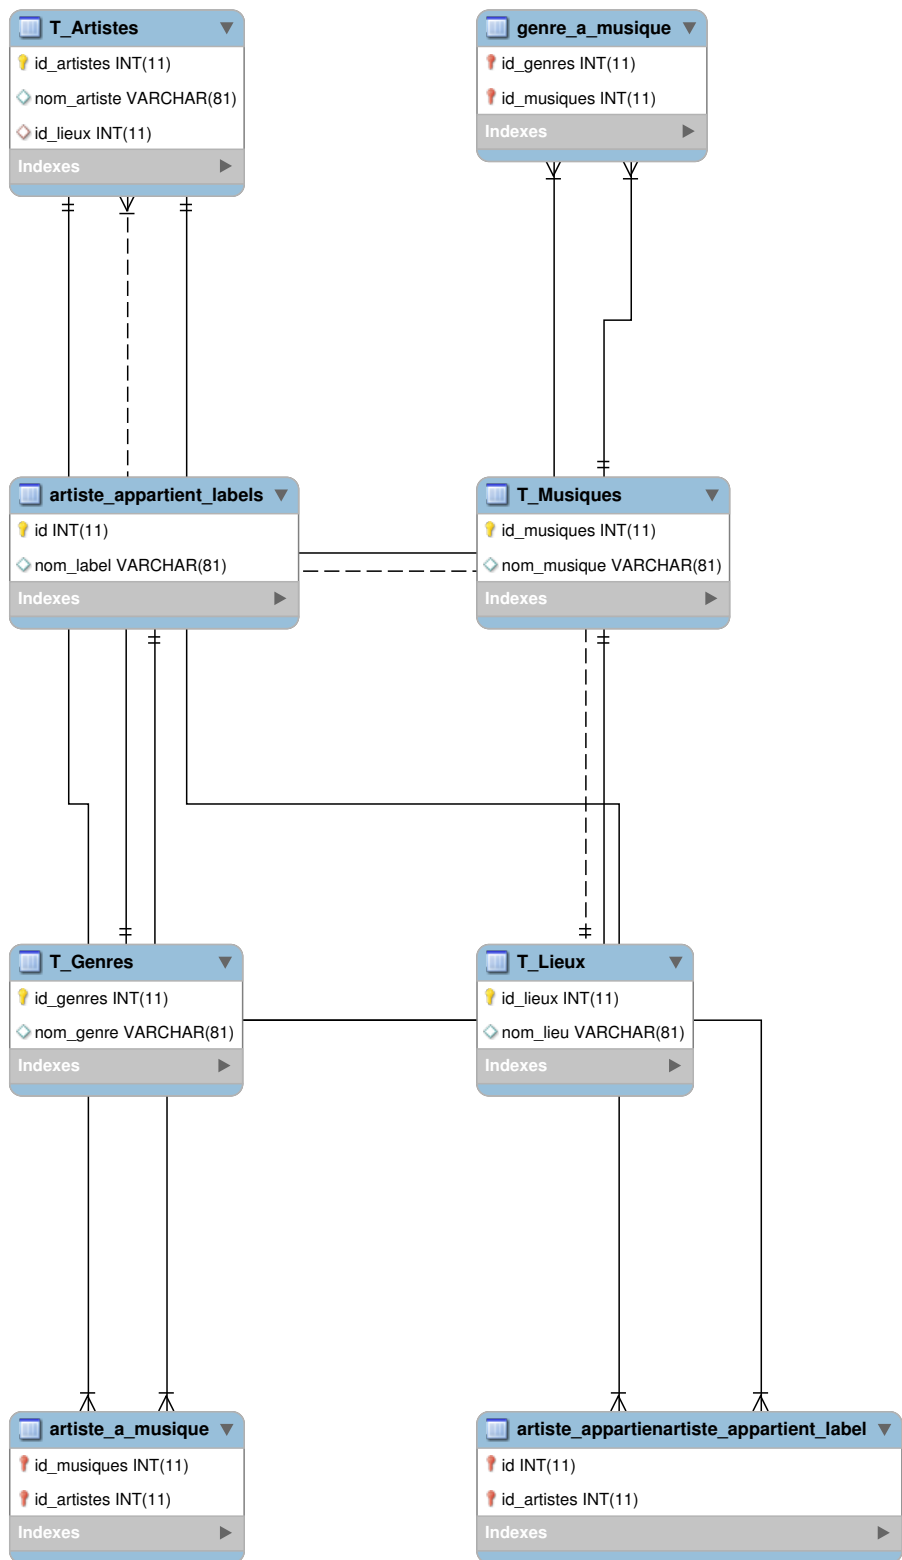 T_Artistes
id_artistes INT(11)
nom_artiste VARCHAR(81)
id_lieux INT(11)
Indexes
genre_a_musique
id_genres INT(11)
id_musiques INT(11)
Indexes
artiste_appartient_labels
id INT(11)
nom_label VARCHAR(81)
Indexes
T_Musiques
id_musiques INT(11)
nom_musique VARCHAR(81)
Indexes
T_Genres
id_genres INT(11)
nom_genre VARCHAR(81)
Indexes
T_Lieux
id_lieux INT(11)
nom_lieu VARCHAR(81)
Indexes
artiste_a_musique
id_musiques INT(11)
id_artistes INT(11)
Indexes
artiste_appartienartiste_appartient_label
id INT(11)
id_artistes INT(11)
Indexes